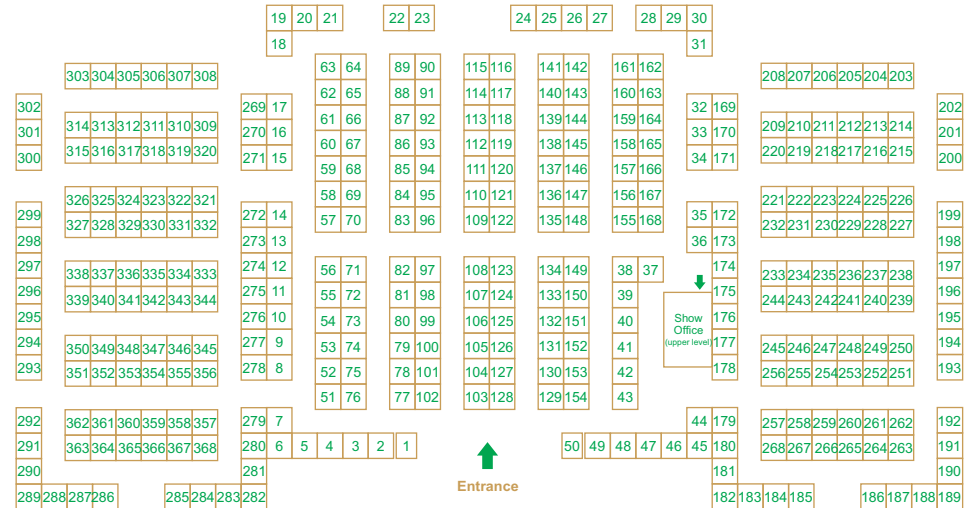 19 20 21 22 23 24 25 26 27 28 29 30
18 31
63 64 89 90 115 116 141 142 161 162
303 304 305 306 307 308 208 207 206 205 204 203
62 65 88 91 114 117 140 143 160 163
302 269 17 32 169 202
61 66 87 92 113 118 139 144 159 164
314 313 312 311 310 309 209 210 211 212 213 214
301 270 16 33 170 201
60 67 86 93 112 119 138 145 158 165
315 316 317 318 319 320 220 219 218 217 216 215
300 271 15 34 171 200
59 68 85 94 111 120 137 146 157 166
58 69 84 95 110 121 136 147 156 167
326 325 324 323 322 321 221 222 223 224 225 226
299 272 14 35 172 199
57 70 83 96 109 122 135 148 155 168
327 328 329 330 331 332 232 231 230 229 228 227
298 273 13 36 173 198
297 274 12 174 197
56 71 82 97 108 123 134 149 38 37
338 337 336 335 334 333 233 234 235 236 237 238
296 275 11 175 196
55 72 81 98 107 124 133 150 39
339 340 341 342 343 344 244 243 242 241 240 239
295 276 10 176 195
54 73 80 99 106 125 132 151 40
Show
Office
(upper level)
294 277 9 177 194
53 74 79 100 105 126 131 152 41
350 349 348 347 346 345 245 246 247 248 249 250
293 278 8 178 193
52 75 78 101 104 127 130 153 42
351 352 353 354 355 356 256 255 254 253 252 251
51 76 77 102 103 128 129 154 43
292 362 361 360 359 358 357 279 7 44 179 257 258 259 260 261 262 192
291 363 364 365 366 367 368 280 6 5 4 3 2 1 50 49 48 47 46 45 180 268 267 266 265 264 263 191
290 281 181 190
Entrance
289 288 287 286 285 284 283 282 182 183 184 185 186 187 188 189